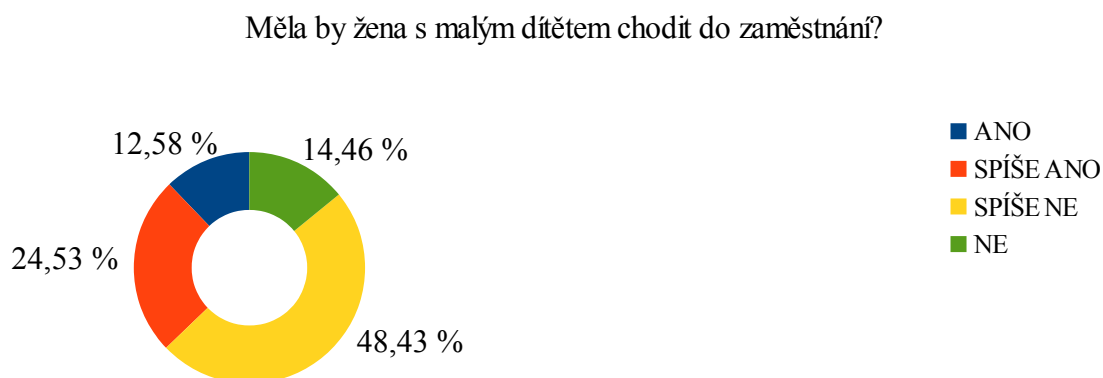 Měla by žena s malým dítětem chodit do zaměstnání?
12,58 %
14,46 %
24,53 %
48,43 %
ANO
SPÍŠE ANO
SPÍŠE NE
NE